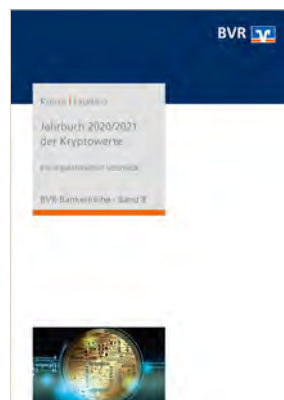 BVR
Jahrbuch 2020/2021
der Kryptowerte
BVR-Bankenreihe - Band 8